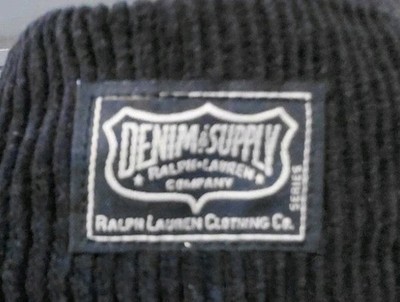 DENIM & SUPPLY
RALPH • LAUREN
COMPANY
SERIES
RALPH LAUREN CLOTHING CO.